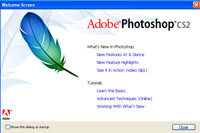 Welcome Screen
Adobe® Photoshop® CS2
What's New in Photoshop
New Features At A Glance
New Feature Highlights
See it in Action (video clips)
Tutorials
Learn the Basics
Advanced Techniques (Online)
Working With What's New
Adobe
Show this dialog at startup.
Close